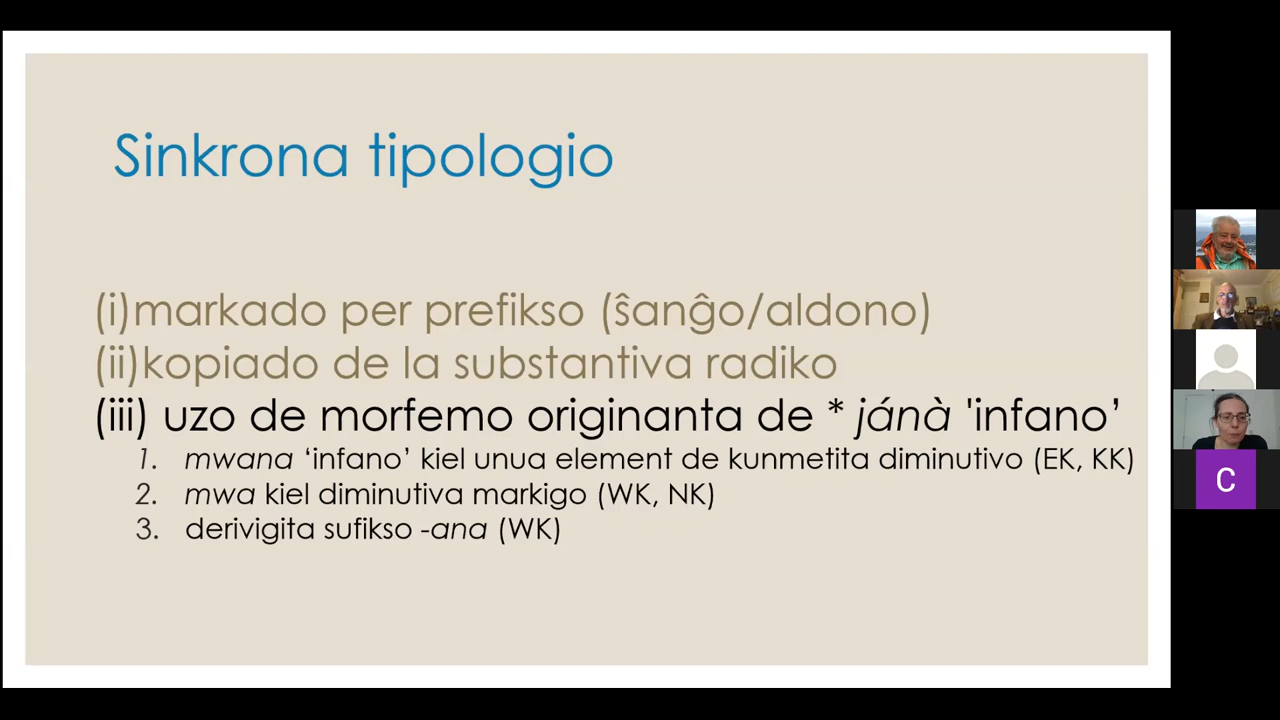 Sinkrona tipologio
(i)markado per prefikso (ŝanĝo/aldono)
(ii)kopiado de la substantiva radiko
(iii) uzo de morfemo originanta de * jánà 'infano’
1. mwana ‘infano’ kiel unua element de kunmetita diminutivo (EK, KK)
2. mwa kiel diminutiva markigo (WK, NK)
3. derivigita sufikso -ana (WK)
C